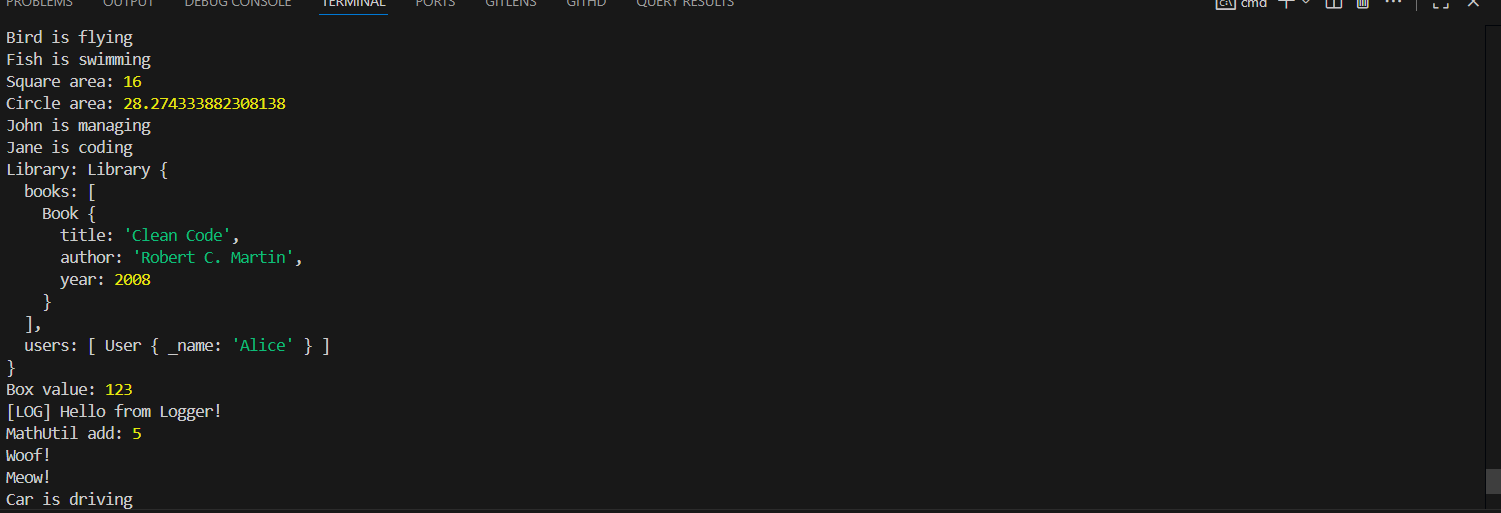 PROBLEMS OUTPUT DEBUG CONSOLE TERMINAL PORTS GITLENS GITHD QUERY RESULTS cmd
Bird is flying
Fish is swimming
Square area: 16
Circle area: 28.274333882308138
John is managing
Jane is coding
Library: Library {
  books: [
    Book {
      title: 'Clean Code',
      author: 'Robert C. Martin',
      year: 2008
    }
  ],
  users: [ User { _name: 'Alice' } ]
}
Box value: 123
[LOG] Hello from Logger!
MathUtil add: 5
Woof!
Meow!
Car is driving